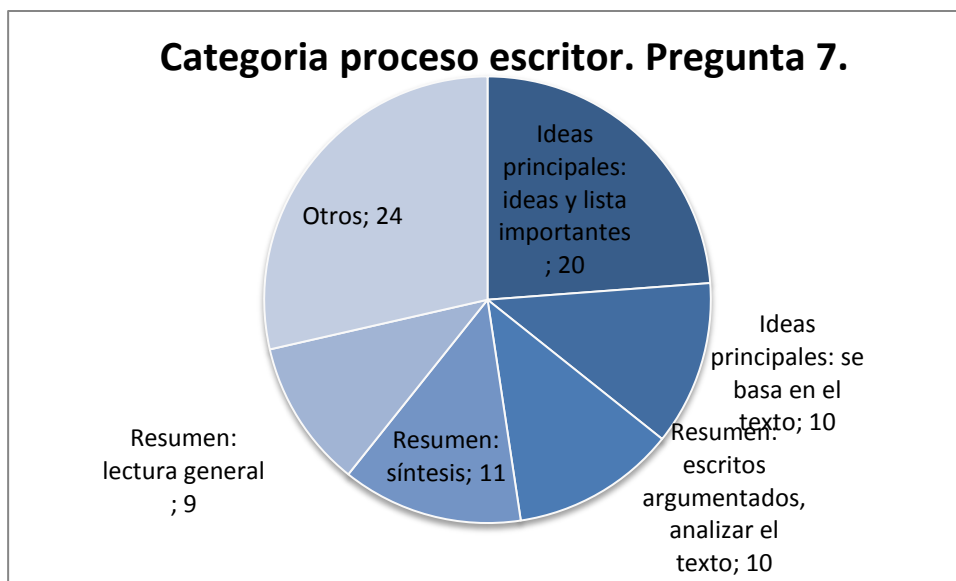 Categoria proceso escritor. Pregunta 7.
Ideas
principales:
ideas y lista
importantes
; 20
Ideas
principales: se
basa en el
texto; 10
Resumen:
escritos
argumentados,
analizar el
texto; 10
Resumen:
síntesis; 11
Resumen:
lectura general
; 9
Otros; 24